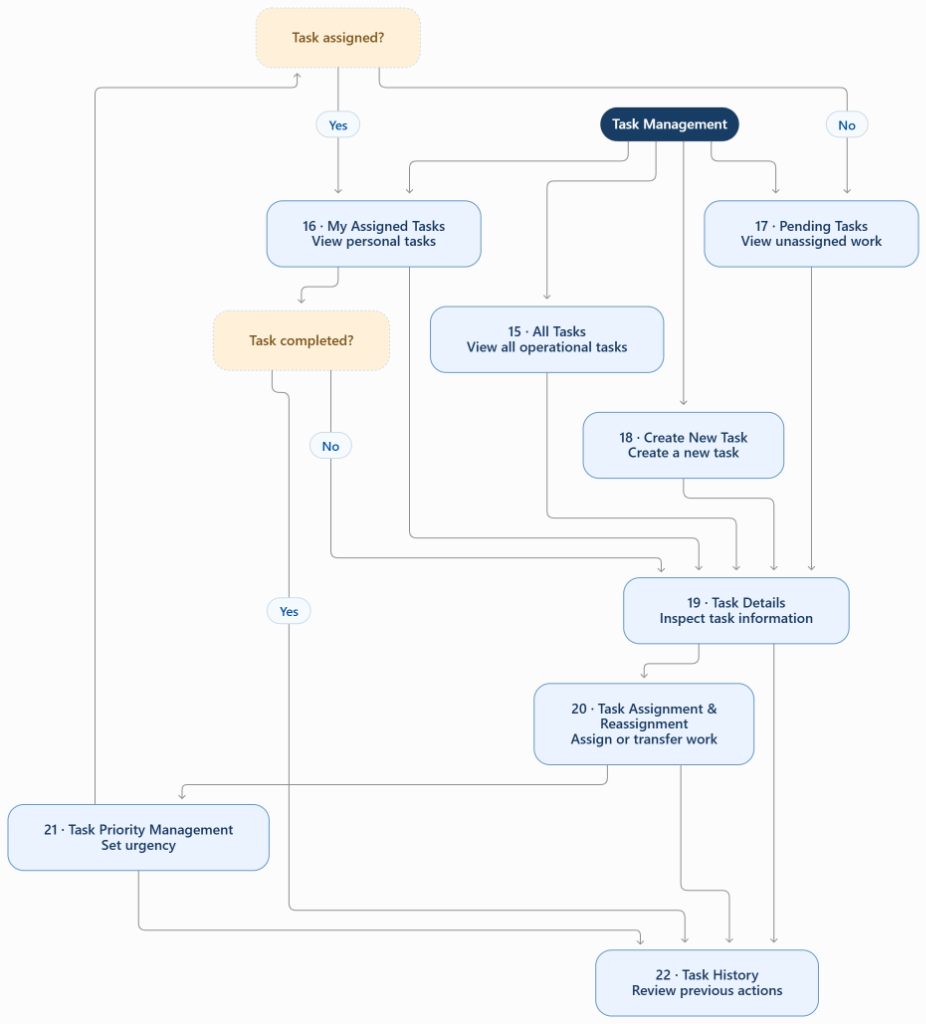 Task assigned?
Yes
Task Management
No
16 · My Assigned Tasks
View personal tasks
17 · Pending Tasks
View unassigned work
Task completed?
15 · All Tasks
View all operational tasks
No
18 · Create New Task
Create a new task
Yes
19 · Task Details
Inspect task information
20 · Task Assignment &
Reassignment
Assign or transfer work
21 · Task Priority Management
Set urgency
22 · Task History
Review previous actions